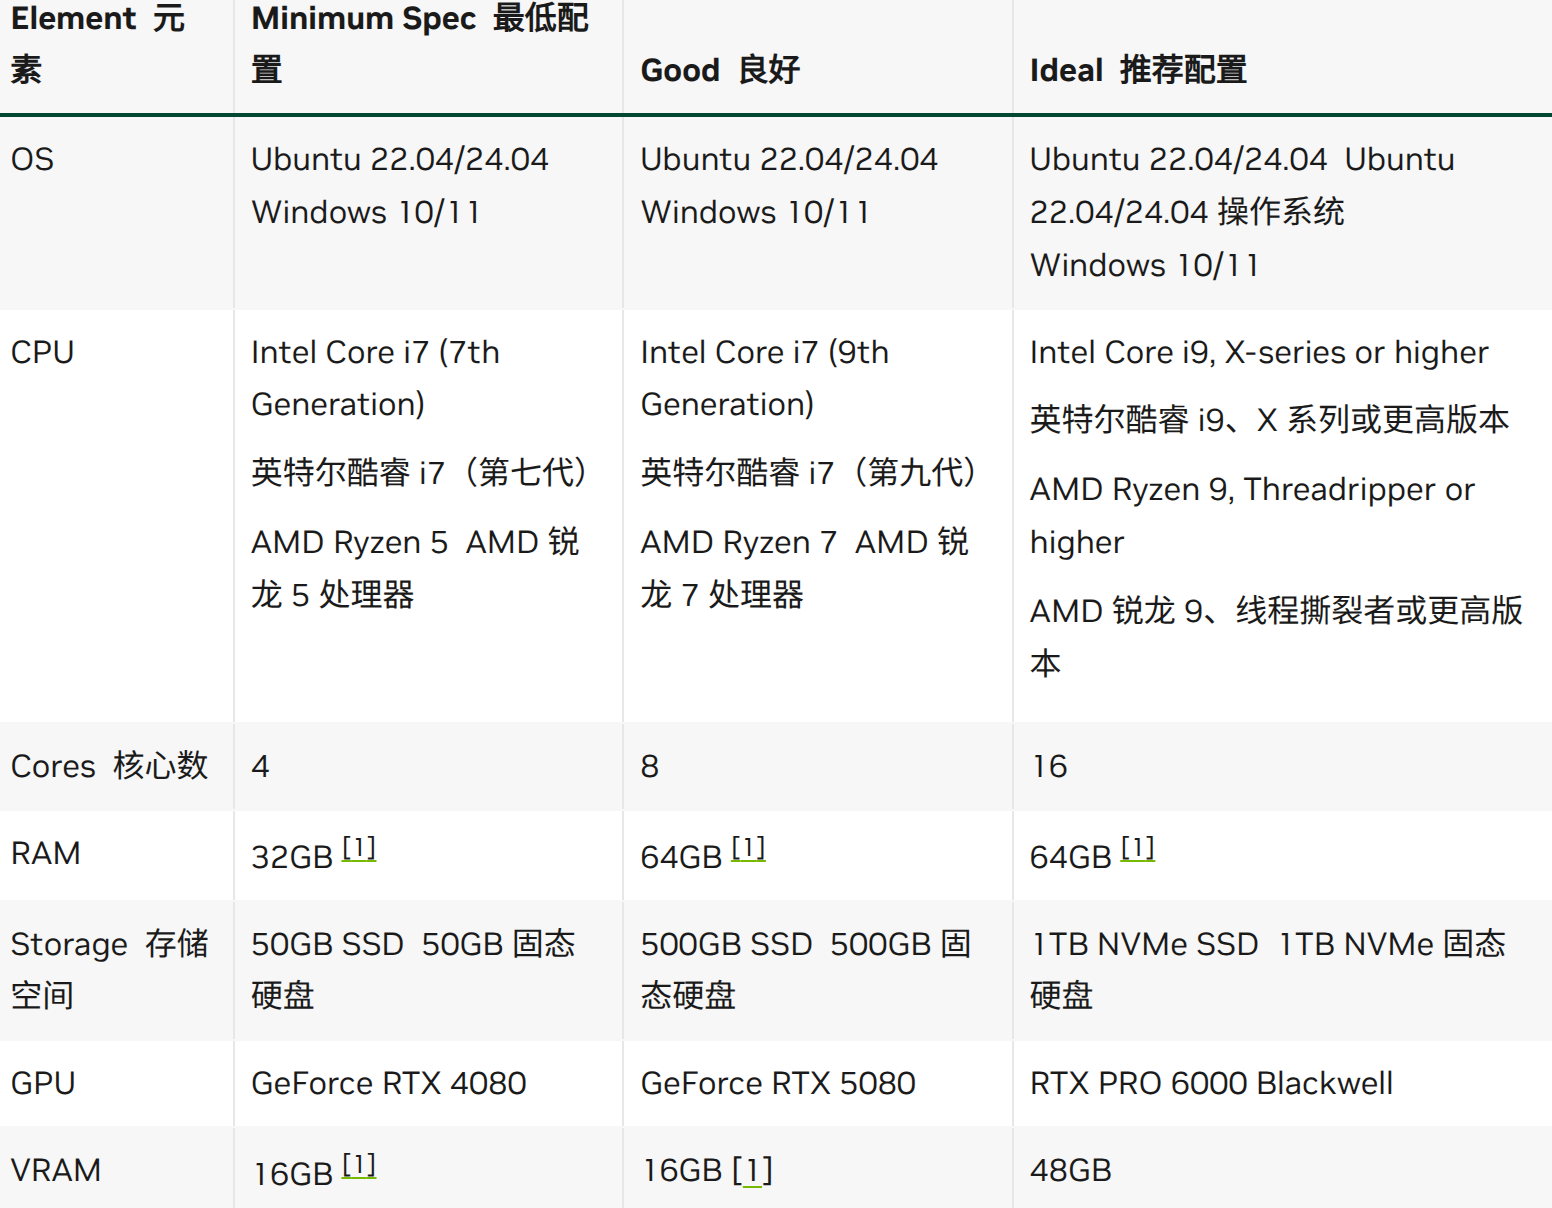 Element 元
素
Minimum Spec 最低配
置
Good 良好
Ideal 推荐配置
OS
Ubuntu 22.04/24.04
Windows 10/11
Ubuntu 22.04/24.04
Windows 10/11
Ubuntu 22.04/24.04 Ubuntu
22.04/24.04 操作系统
Windows 10/11
CPU
Intel Core i7 (7th
Generation)
英特尔酷睿 i7（第七代）
AMD Ryzen 5 AMD 锐
龙 5 处理器
Intel Core i7 (9th
Generation)
英特尔酷睿 i7（第九代）
AMD Ryzen 7 AMD 锐
龙 7 处理器
Intel Core i9, X-series or higher
英特尔酷睿 i9、X 系列或更高版本
AMD Ryzen 9, Threadripper or
higher
AMD 锐龙 9、线程撕裂者或更高版
本
Cores 核心数
4
8
16
RAM
32GB [1]
64GB [1]
64GB [1]
Storage 存储
空间
50GB SSD 50GB 固态
硬盘
500GB SSD 500GB 固
态硬盘
1TB NVMe SSD 1TB NVMe 固态
硬盘
GPU
GeForce RTX 4080
GeForce RTX 5080
RTX PRO 6000 Blackwell
VRAM
16GB [1]
16GB [1]
48GB